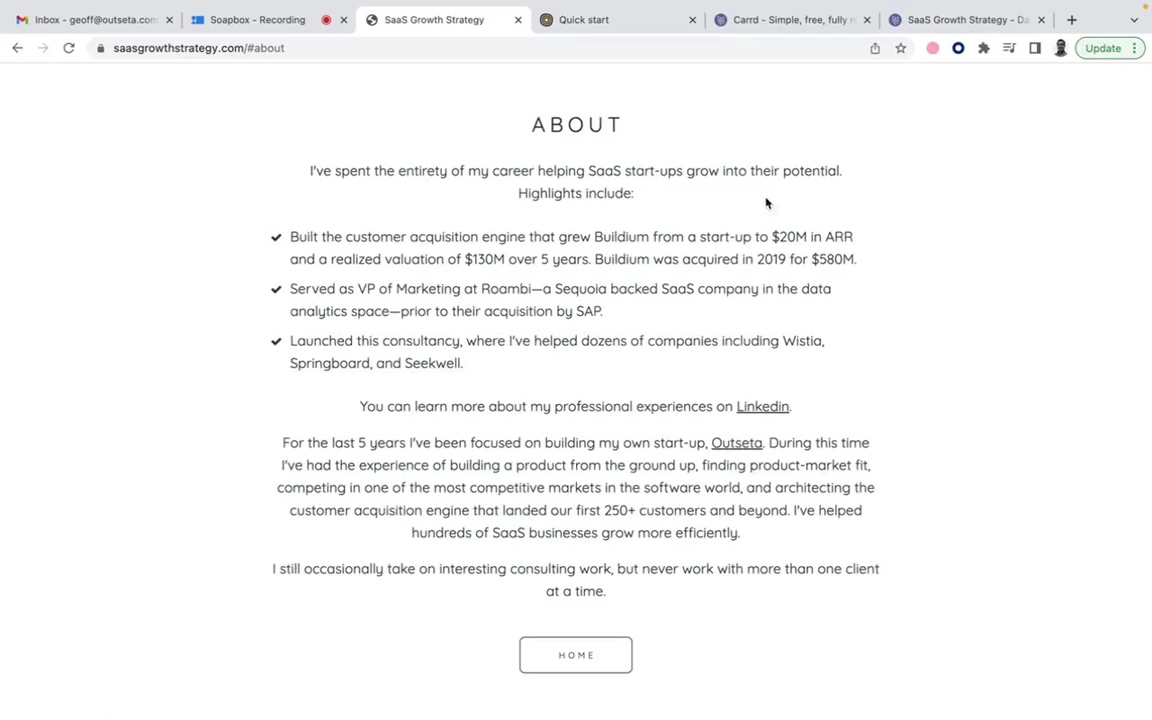 Inbox - geoff@outseta.com
Soapbox - Recording
SaaS Growth Strategy
Quick start
Carrd - Simple, free, fully r
SaaS Growth Strategy - Da
saasgrowthstrategy.com/#about
Update
ABOUT
I've spent the entirety of my career helping SaaS start-ups grow into their potential.
Highlights include:
Built the customer acquisition engine that grew Buildium from a start-up to $20M in ARR
and a realized valuation of $130M over 5 years. Buildium was acquired in 2019 for $580M.
Served as VP of Marketing at Roambi—a Sequoia backed SaaS company in the data
analytics space—prior to their acquisition by SAP.
Launched this consultancy, where I've helped dozens of companies including Wistia,
Springboard, and Seekwell.
You can learn more about my professional experiences on Linkedin.
For the last 5 years I've been focused on building my own start-up, Outseta. During this time
I've had the experience of building a product from the ground up, finding product-market fit,
competing in one of the most competitive markets in the software world, and architecting the
customer acquisition engine that landed our first 250+ customers and beyond. I've helped
hundreds of SaaS businesses grow more efficiently.
I still occasionally take on interesting consulting work, but never work with more than one client
at a time.
HOME